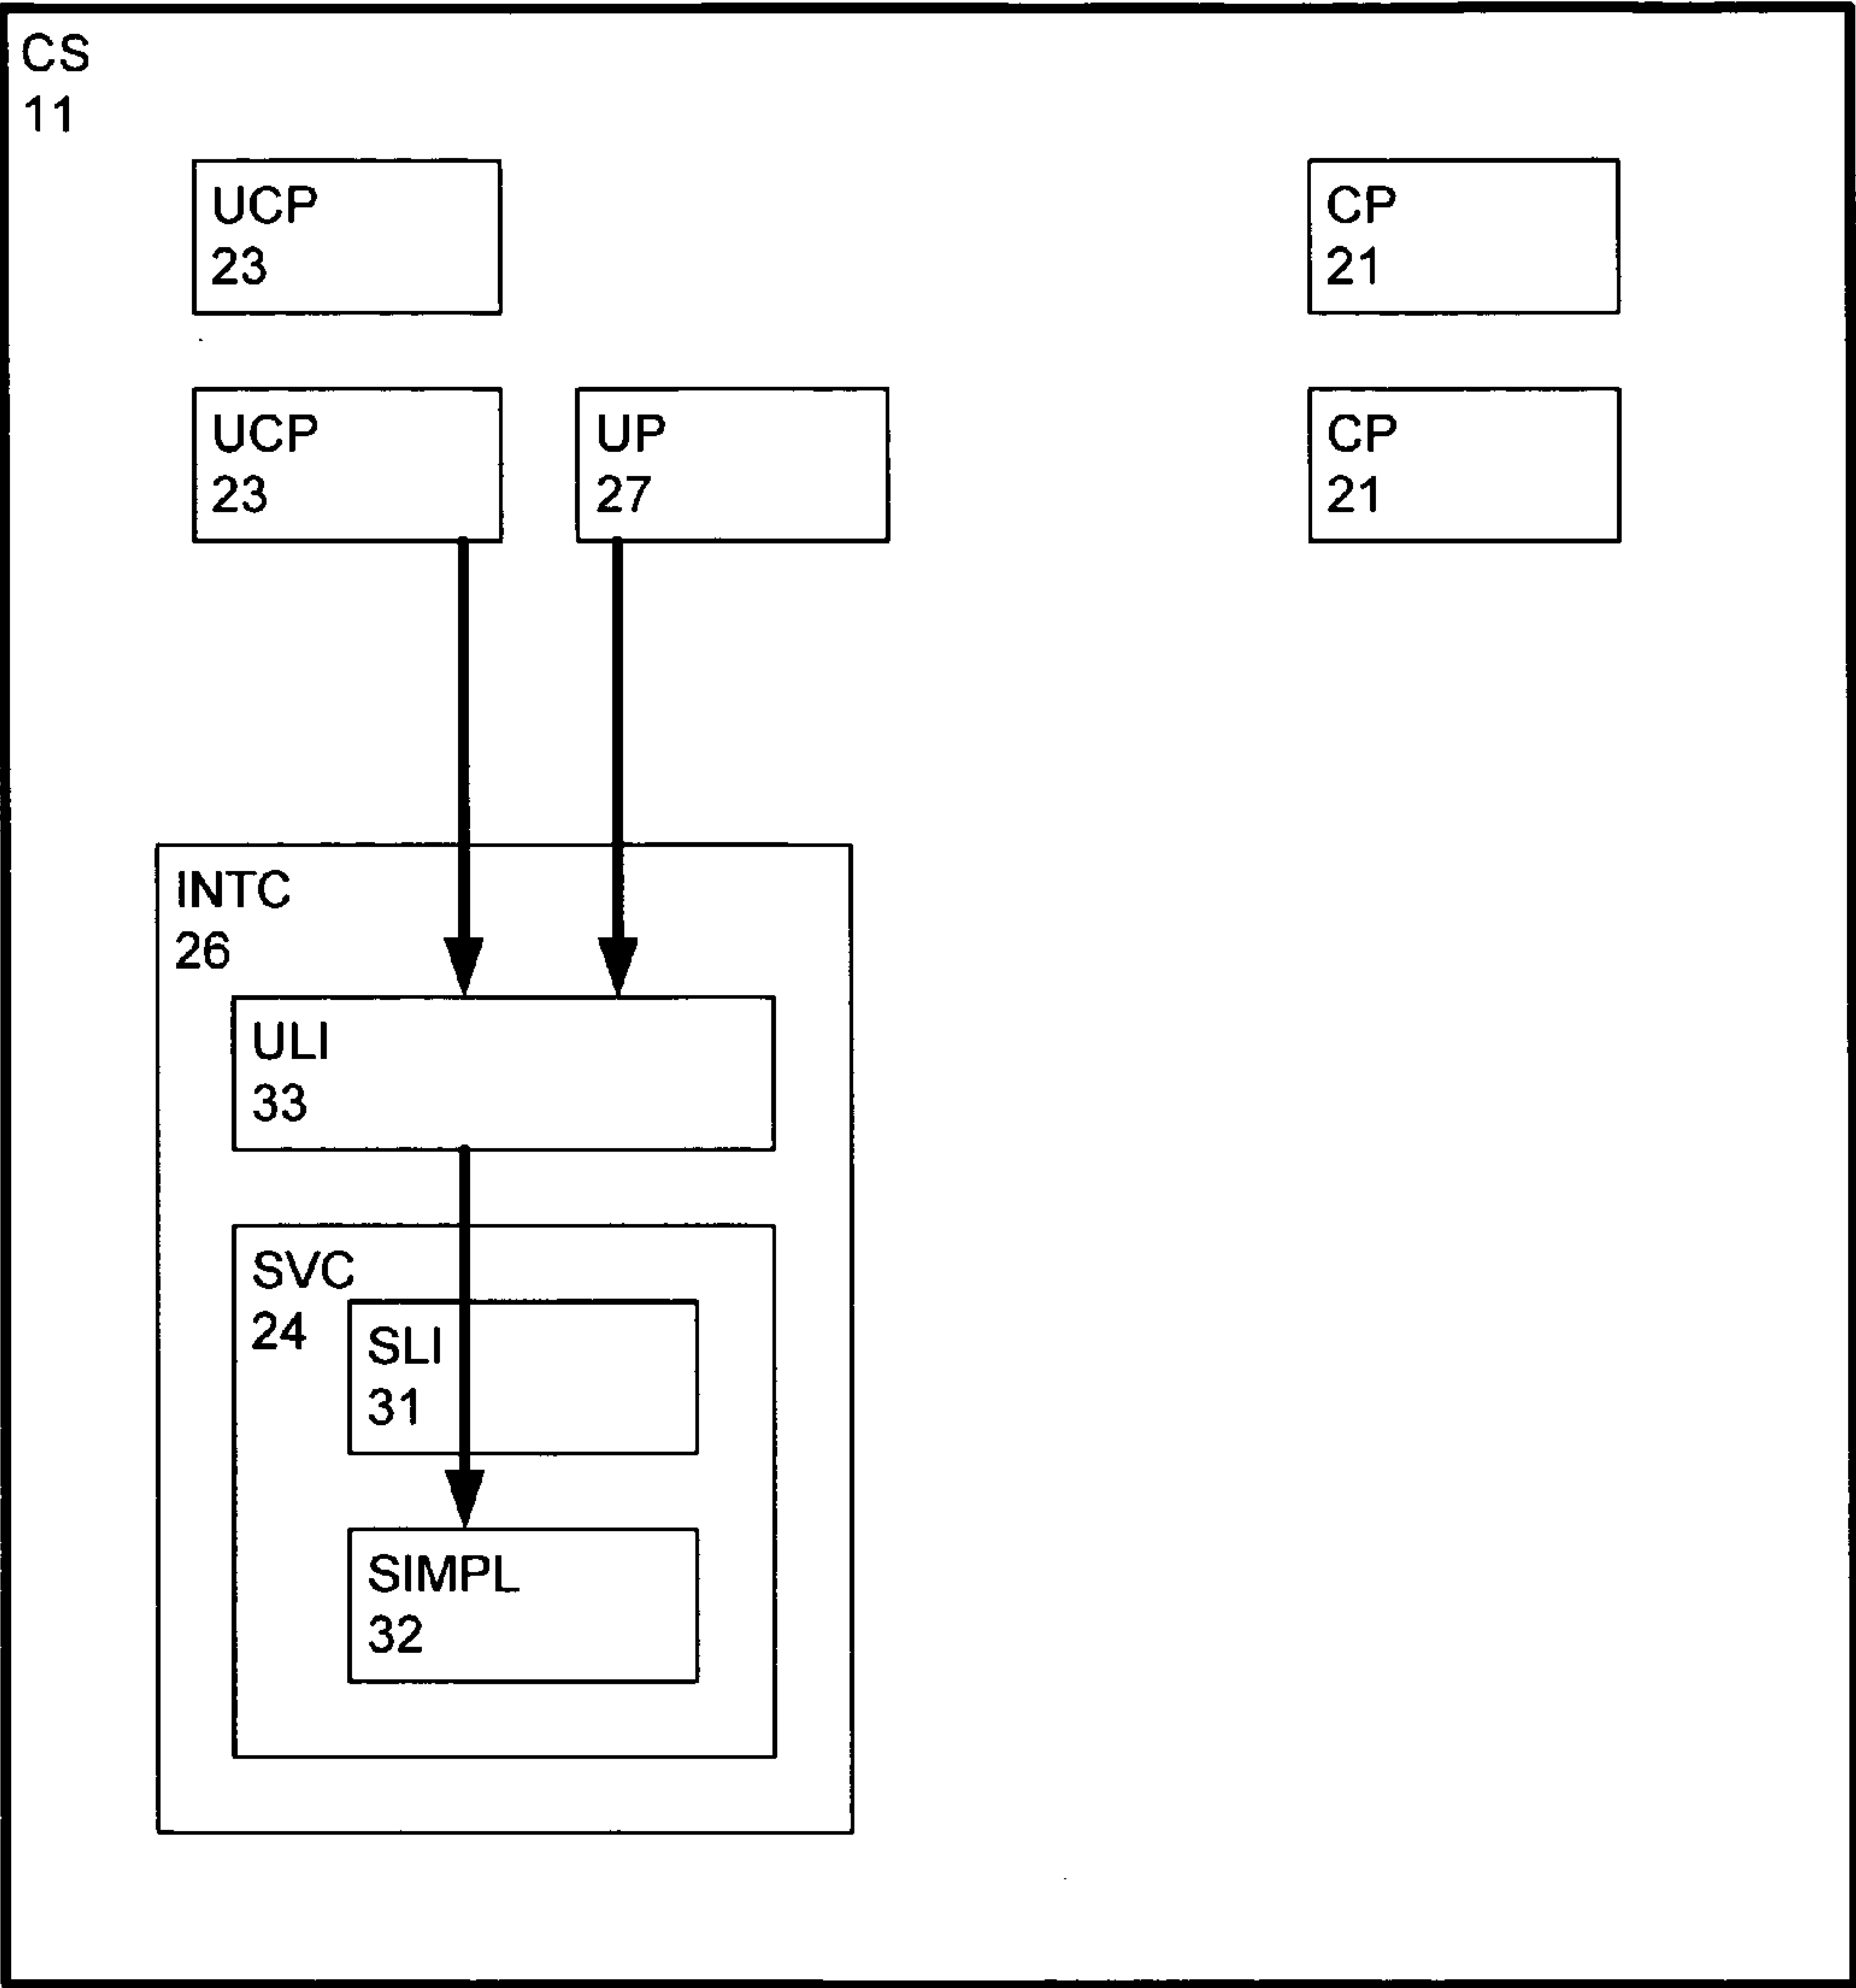 CS
11
UCP
23
CP
21
UCP
23
UP
27
CP
21
INTC
26
ULI
33
SVC
24
SLI
31
SIMPL
32